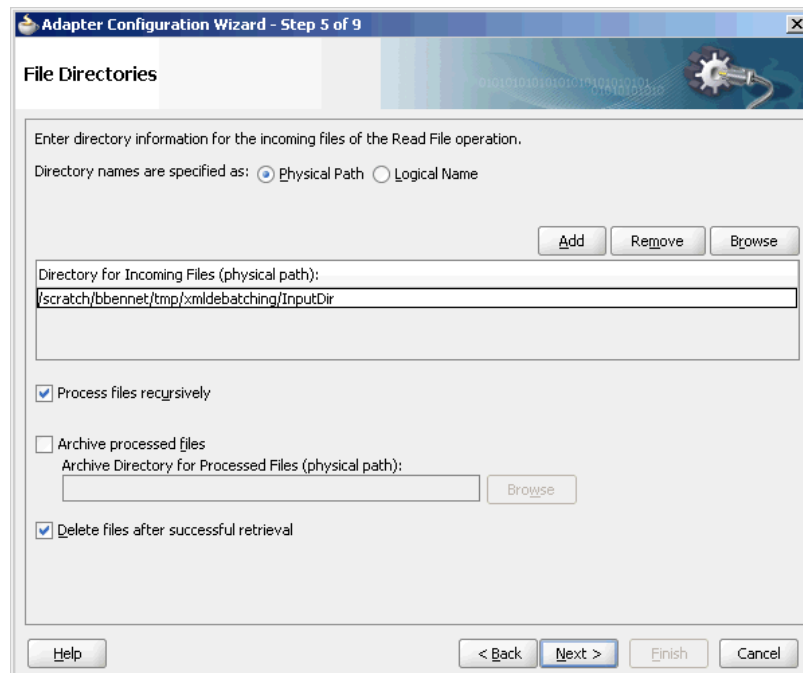 Adapter Configuration Wizard - Step 5 of 9
File Directories
Enter directory information for the incoming files of the Read File operation.
Directory names are specified as: Physical Path Logical Name
Add Remove Browse
Directory for Incoming Files (physical path):
/scratch/bbennet/tmp/xmldebatching/InputDir
Process files recursively
Archive processed files
Archive Directory for Processed Files (physical path):
Browse
Delete files after successful retrieval
Help < Back Next > Finish Cancel